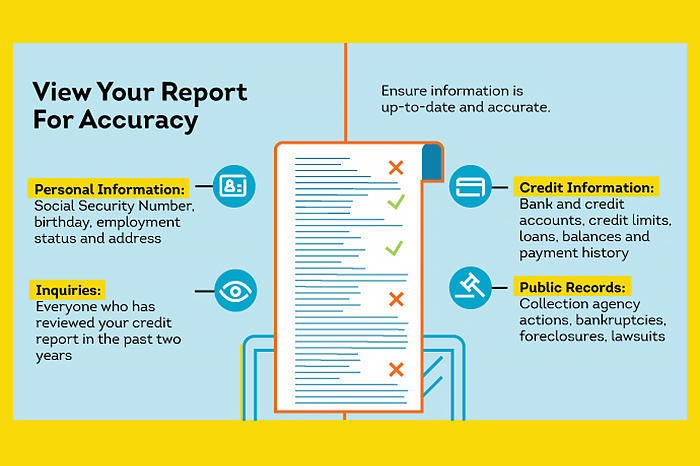 View Your Report
For Accuracy
Ensure information is
up-to-date and accurate.
Personal Information:
Social Security Number,
birthday, employment
status and address
Inquiries:
Everyone who has
reviewed your credit
report in the past two
years
Credit Information:
Bank and credit
accounts, credit limits,
loans, balances and
payment history
Public Records:
Collection agency
actions, bankruptcies,
foreclosures, lawsuits